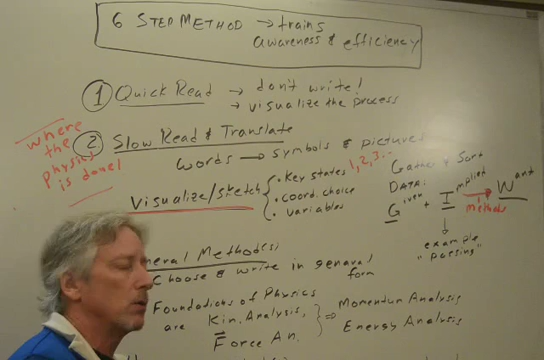 6 STEP METHOD → trains
awareness & efficiency
① Quick Read → don't write!
→ visualize the process
② Slow Read & Translate
words → symbols & pictures
where
the
physics
is done!
Visualize/sketch
• Key states 1, 2, 3...
• coord. choice
• variables
Gather & Sort
DATA:
Given + Implied → Want
method
example
"passing"
neral Method(s)
Choose & write in general
form
Foundations of Physics
are Kin. Analysis,
Force An.
⇒ Momentum Analysis
Energy Analysis